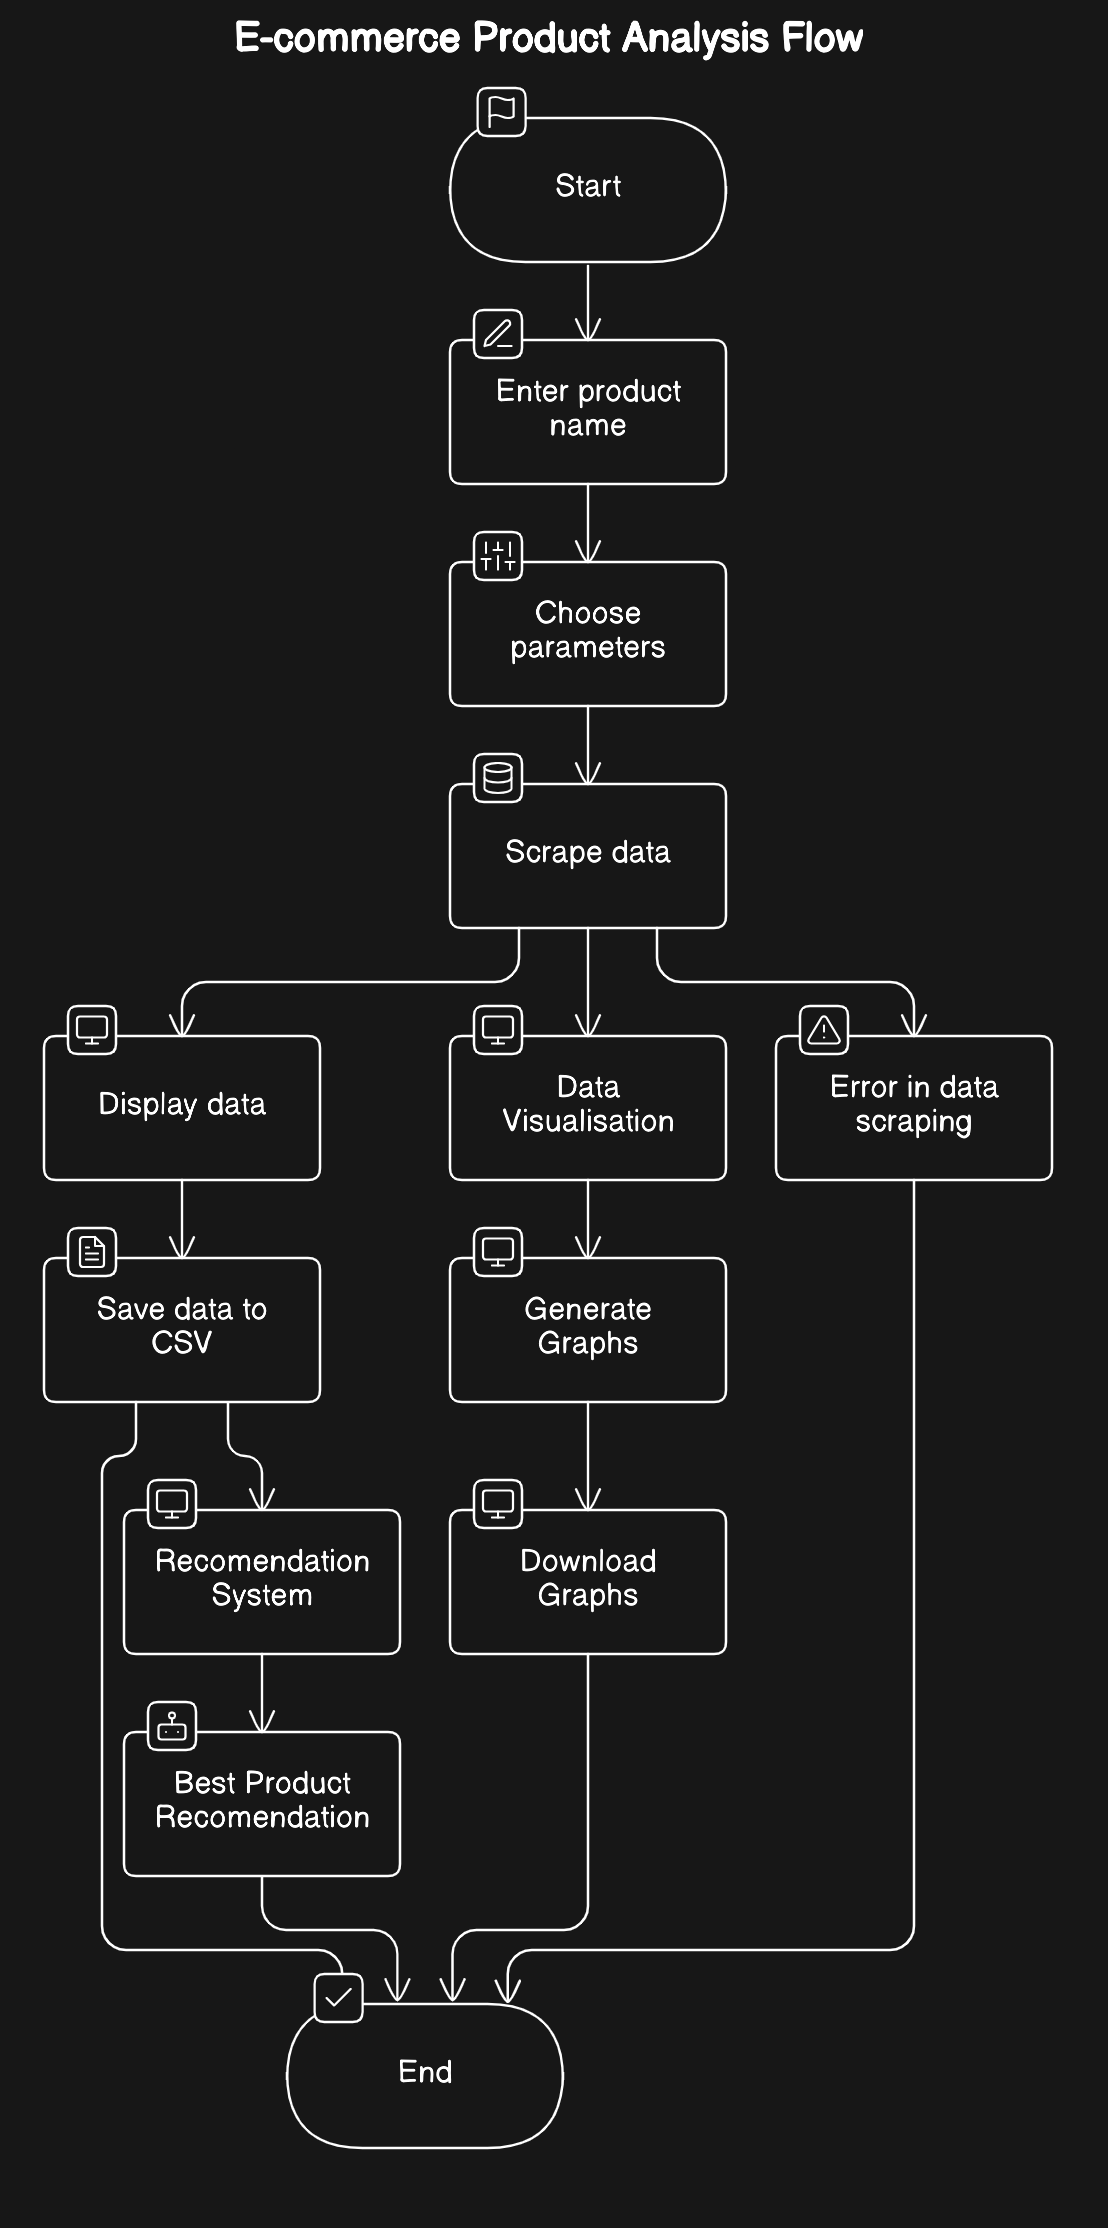 E-commerce Product Analysis Flow
Start
Enter product
name
Choose
parameters
Scrape data
Display data
Data
Visualisation
Error in data
scraping
Save data to
CSV
Generate
Graphs
Recomendation
System
Download
Graphs
Best Product
Recomendation
End